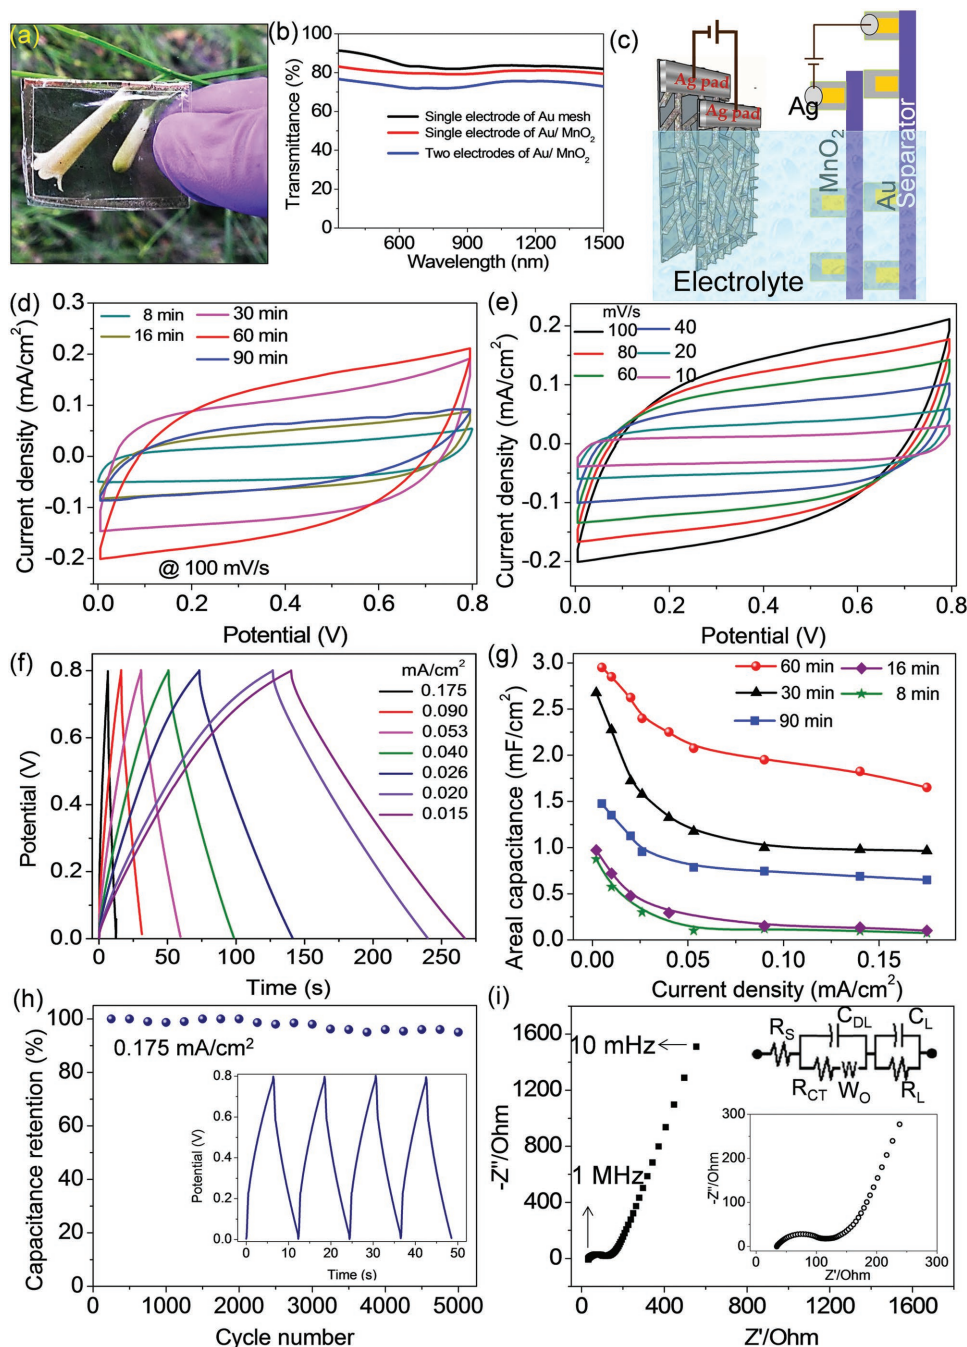 (a)
(b)
100
80
60
40
20
0
Transmittance (%)
Single electrode of Au mesh
Single electrode of Au/ MnO₂
Two electrodes of Au/ MnO₂
600 900 1200 1500
Wavelength (nm)
(c)
Ag pad
Ag pad
Ag
MnO₂
Au
Separator
Electrolyte
(d)
0.3
0.2
0.1
0.0
-0.1
-0.2
Current density (mA/cm²)
8 min
16 min
30 min
60 min
90 min
@ 100 mV/s
0.0 0.2 0.4 0.6 0.8
Potential (V)
(e)
0.2
0.1
0.0
-0.1
-0.2
Current density (mA/cm²)
mV/s
100
80
60
40
20
10
0.0 0.2 0.4 0.6 0.8
Potential (V)
(f)
0.8
0.6
0.4
0.2
0.0
Potential (V)
mA/cm²
0.175
0.090
0.053
0.040
0.026
0.020
0.015
0 50 100 150 200 250
Time (s)
(g)
3.0
2.5
2.0
1.5
1.0
0.5
0.0
Areal capacitance (mF/cm²)
60 min
30 min
90 min
16 min
8 min
0.00 0.05 0.10 0.15
Current density (mA/cm²)
(h)
100
80
60
40
20
0
Capacitance retention (%)
0.175 mA/cm²
0.8
0.6
0.4
0.2
0.0
Potential (V)
0 10 20 30 40 50
Time (s)
0 1000 2000 3000 4000 5000
Cycle number
(i)
-1600
-1200
-800
-400
0
-Z"/Ohm
10 mHz
1 MHz
R_S
C_DL
C_L
R_CT
W_O
R_L
-300
-200
-100
0
-Z"/Ohm
0 100 200 300
Z'/Ohm
0 400 800 1200 1600
Z'/Ohm